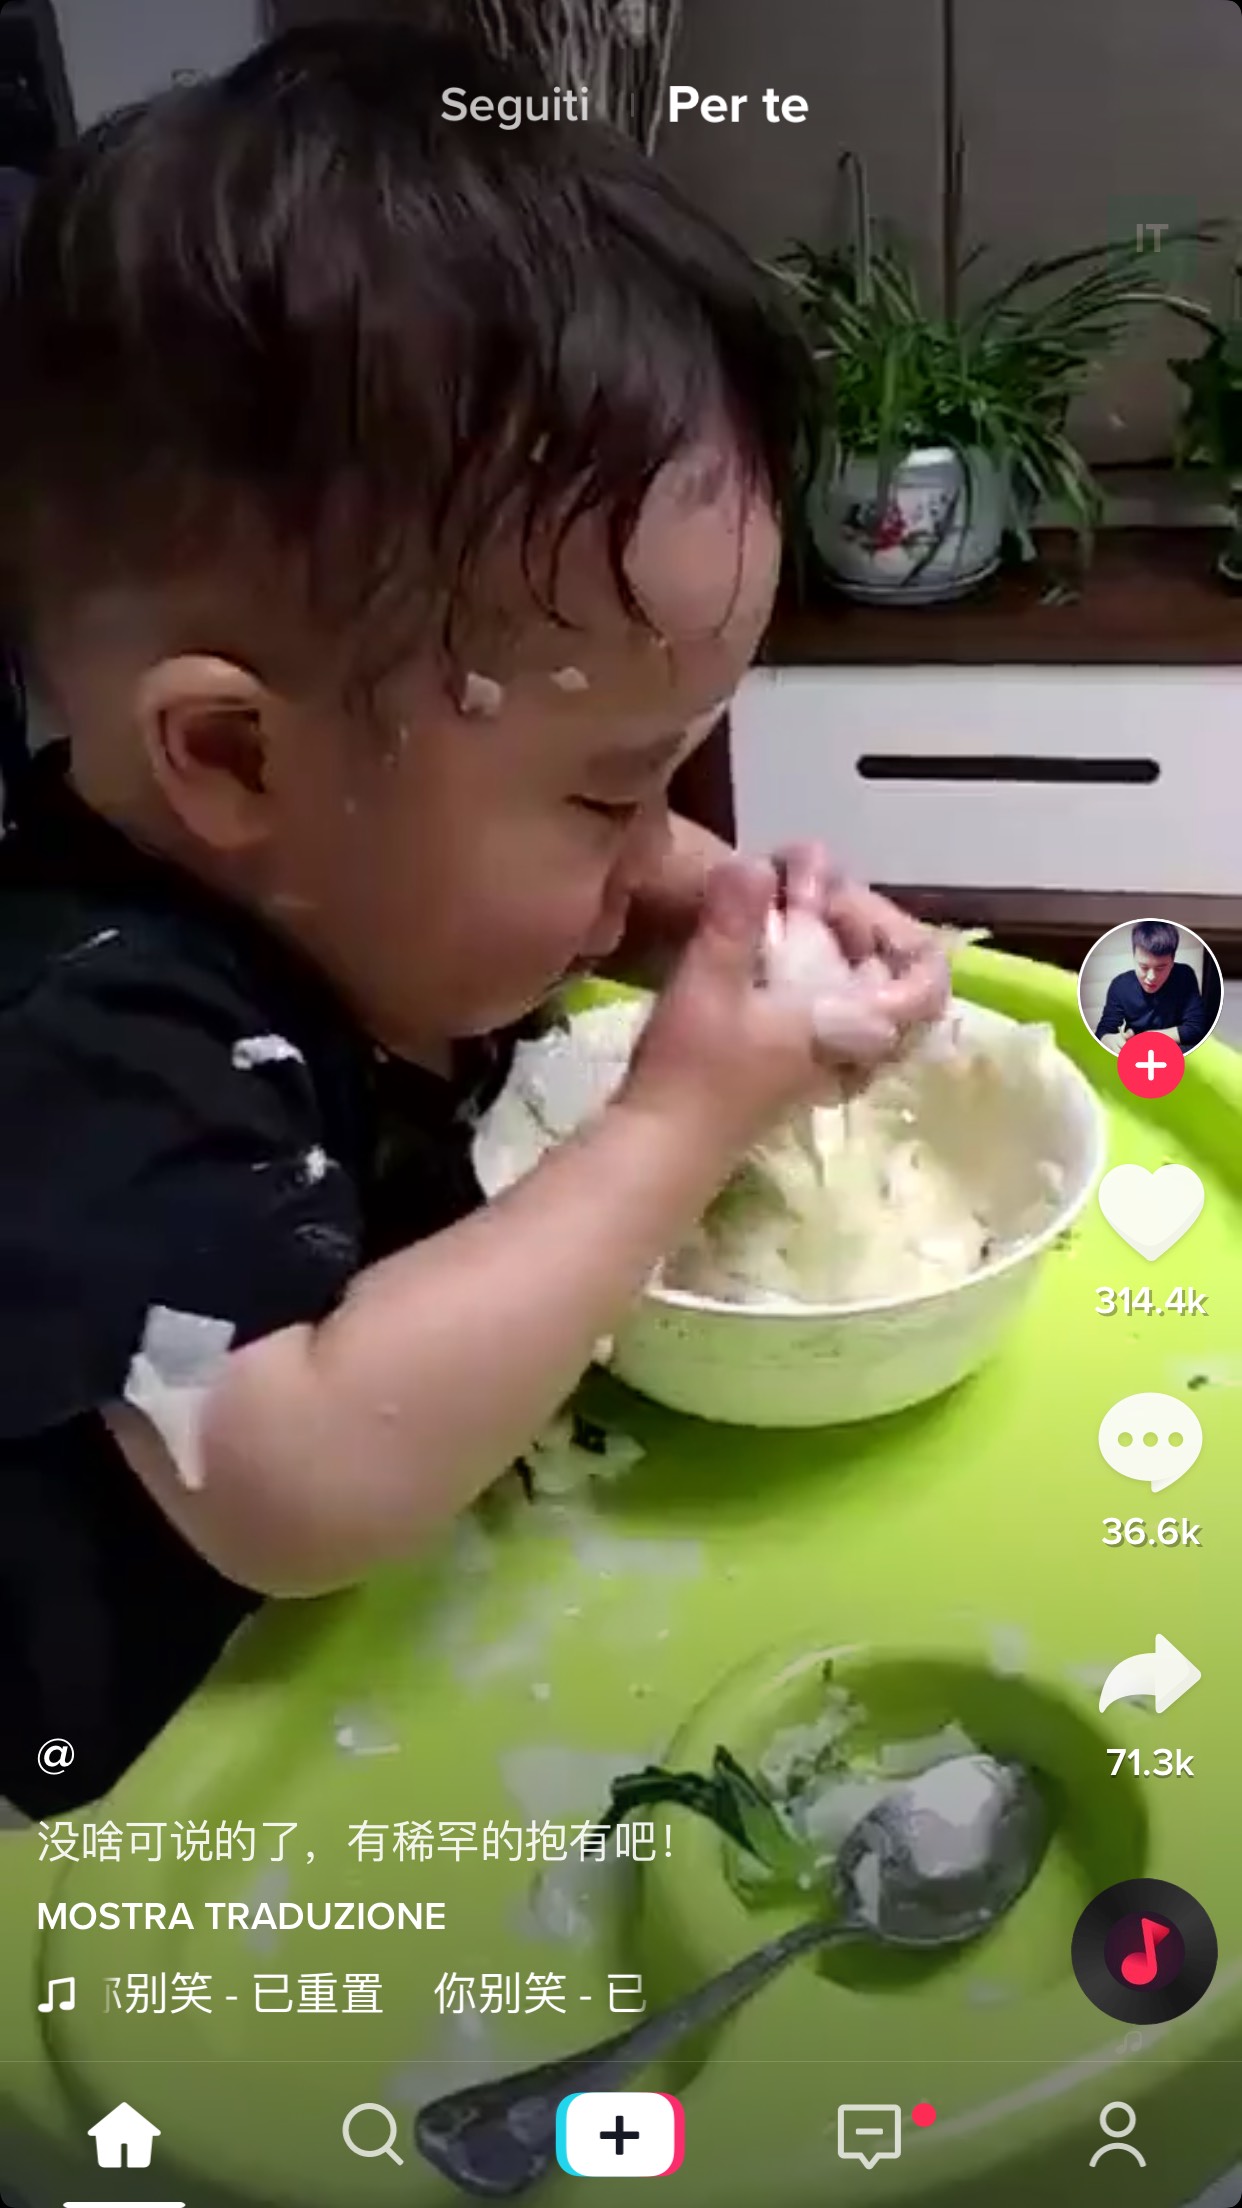 Seguiti
Per te
IT
314.4k
36.6k
71.3k
@
没啥可说的了，有稀罕的抱有吧！
MOSTRA TRADUZIONE
别笑 - 已重置 你别笑 - 已